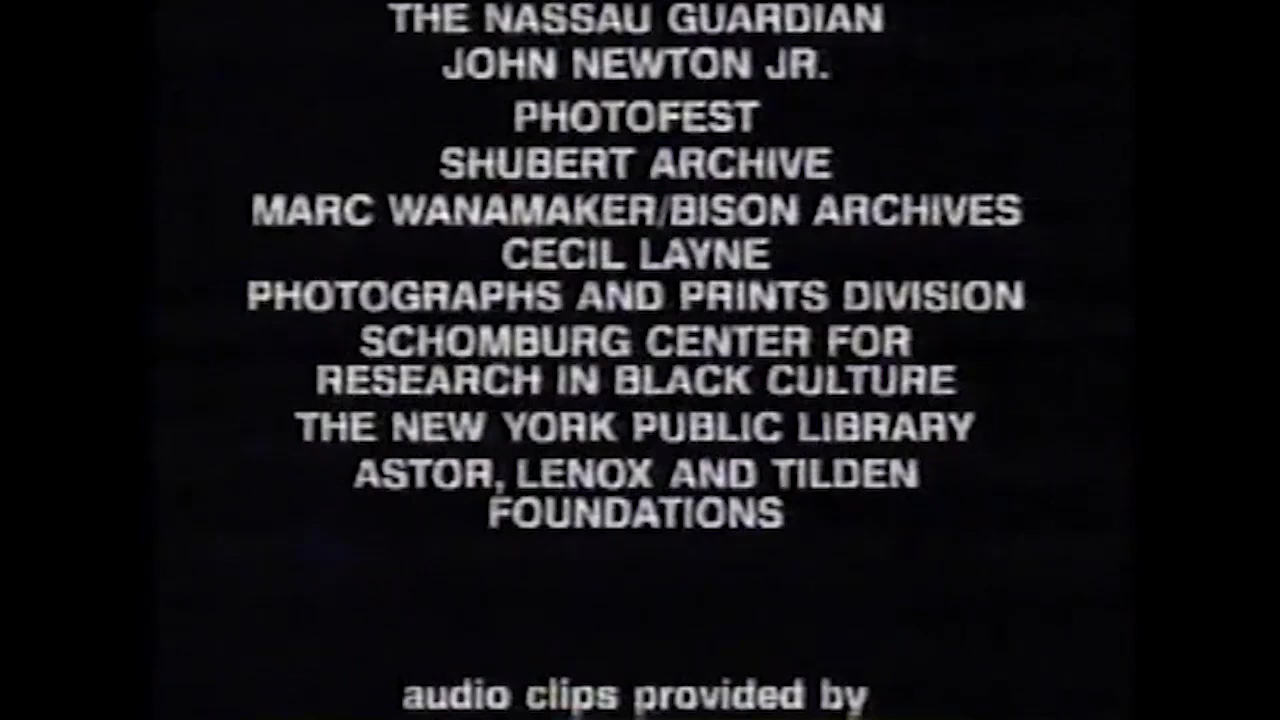 THE NASSAU GUARDIAN
JOHN NEWTON JR.
PHOTOFEST
SHUBERT ARCHIVE
MARC WANAMAKER/BISON ARCHIVES
CECIL LAYNE
PHOTOGRAPHS AND PRINTS DIVISION
SCHOMBURG CENTER FOR
RESEARCH IN BLACK CULTURE
THE NEW YORK PUBLIC LIBRARY
ASTOR, LENOX AND TILDEN
FOUNDATIONS
audio clips provided by